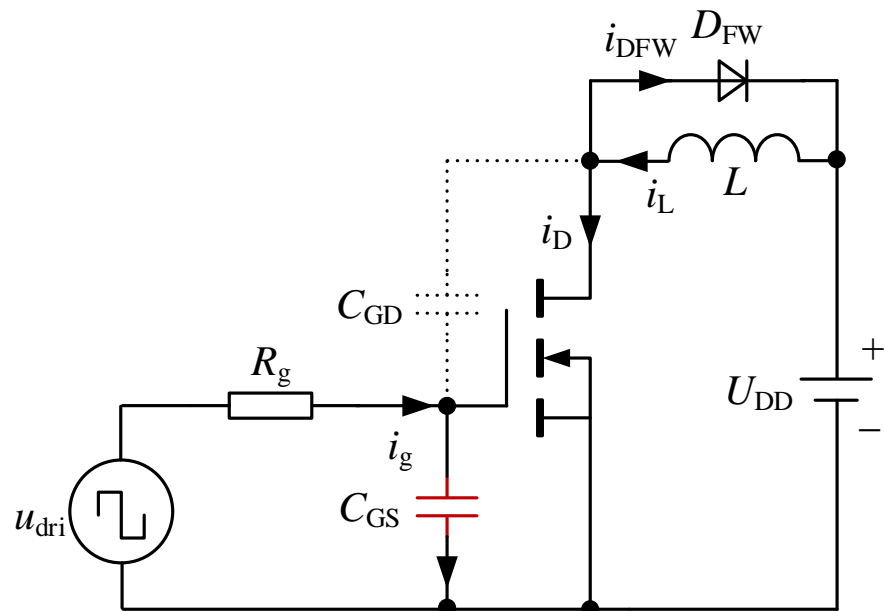 i_DFW
D_FW
i_L
L
i_D
C_GD
R_g
U_DD
+
−
i_g
C_GS
u_dri